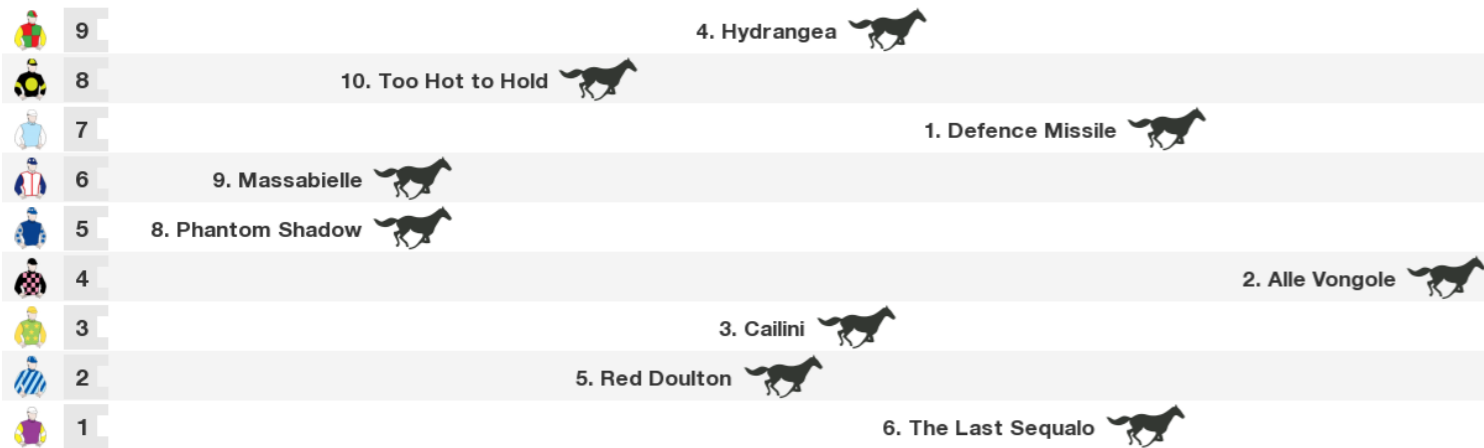 9 4. Hydrangea
8 10. Too Hot to Hold
7 1. Defence Missile
6 9. Massabielle
5 8. Phantom Shadow
4 2. Alle Vongole
3 3. Cailini
2 5. Red Doulton
1 6. The Last Sequalo